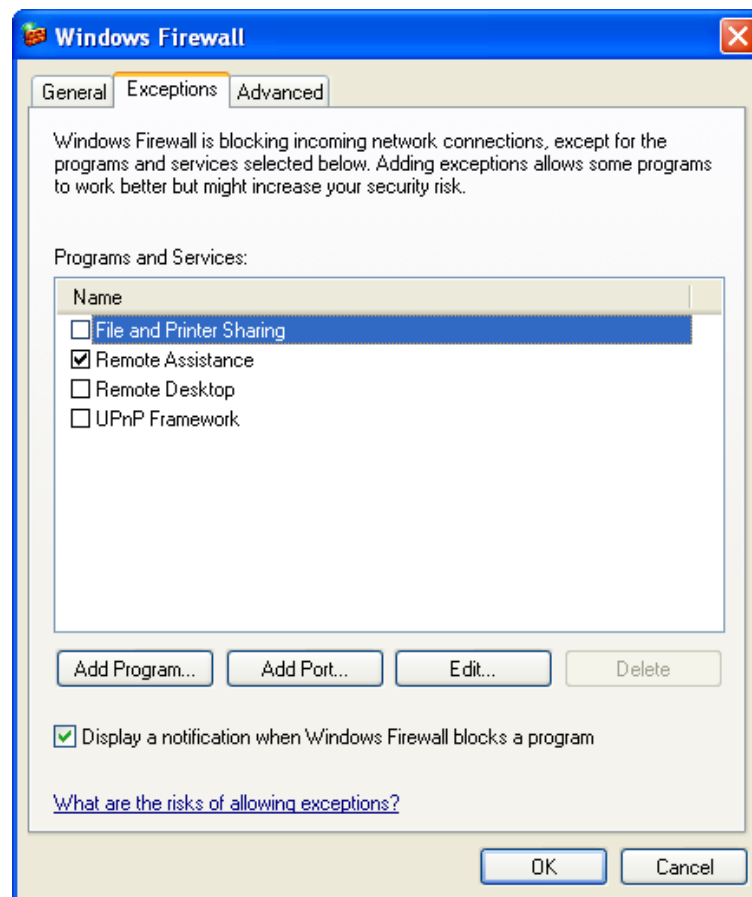 Windows Firewall
General Exceptions Advanced
Windows Firewall is blocking incoming network connections, except for the
programs and services selected below. Adding exceptions allows some programs
to work better but might increase your security risk.
Programs and Services:
Name
File and Printer Sharing
Remote Assistance
Remote Desktop
UPnP Framework
Add Program... Add Port... Edit... Delete
Display a notification when Windows Firewall blocks a program
What are the risks of allowing exceptions?
OK Cancel